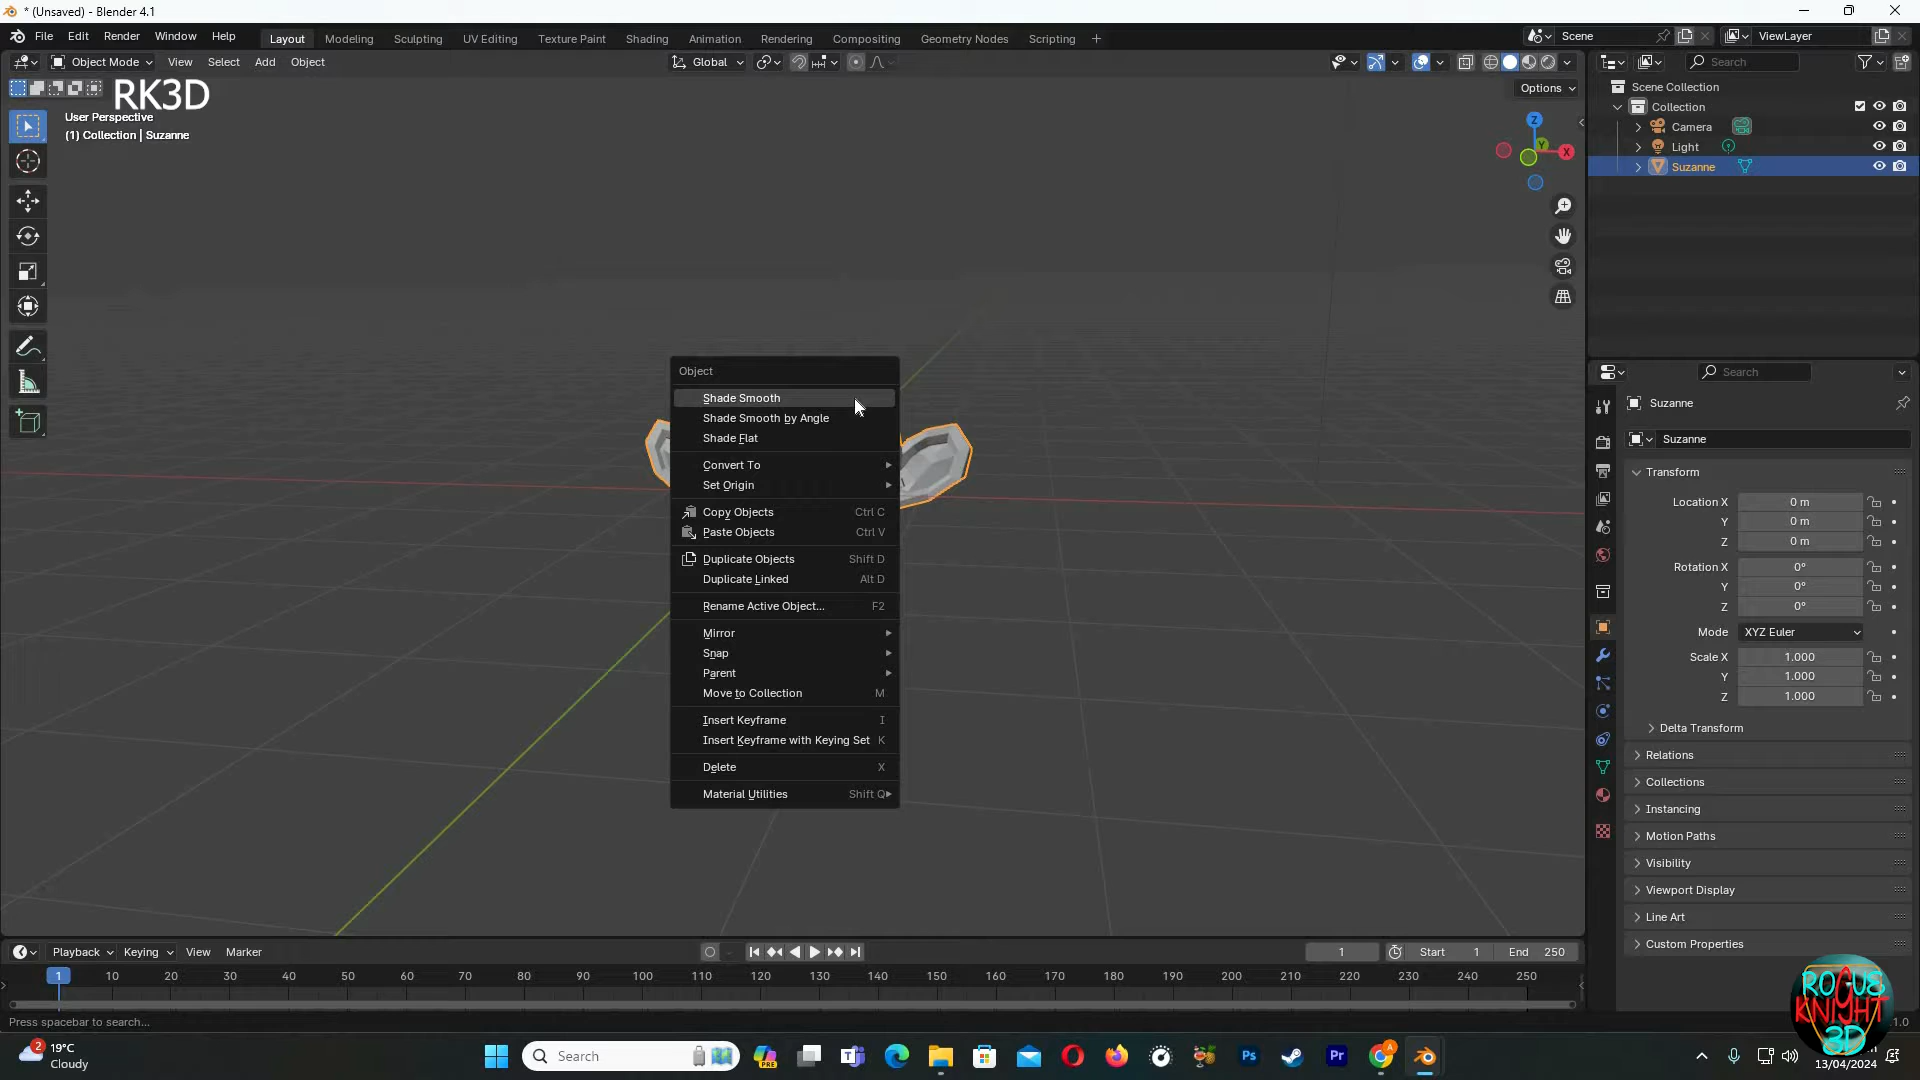 * (Unsaved) - Blender 4.1
File Edit Render Window Help
Layout Modeling Sculpting UV Editing Texture Paint Shading Animation Rendering Compositing Geometry Nodes Scripting +
Scene
ViewLayer
Object Mode View Select Add Object
Global
Search
RK3D
Options
User Perspective
(1) Collection | Suzanne
Z
Y
X
Scene Collection
Collection
Camera
Light
Suzanne
Object
Shade Smooth
Shade Smooth by Angle
Shade Flat
Convert To
Set Origin
Copy Objects Ctrl C
Paste Objects Ctrl V
Duplicate Objects Shift D
Duplicate Linked Alt D
Rename Active Object... F2
Mirror
Snap
Parent
Move to Collection M
Insert Keyframe I
Insert Keyframe with Keying Set K
Delete X
Material Utilities Shift Q
Search
Suzanne
Suzanne
Transform
Location X 0 m
Y 0 m
Z 0 m
Rotation X 0°
Y 0°
Z 0°
Mode XYZ Euler
Scale X 1.000
Y 1.000
Z 1.000
Delta Transform
Relations
Collections
Instancing
Motion Paths
Visibility
Viewport Display
Line Art
Custom Properties
Playback Keying View Marker
1 Start 1 End 250
1 10 20 30 40 50 60 70 80 90 100 110 120 130 140 150 160 170 180 190 200 210 220 230 240 250
Press spacebar to search...
ROGUE
KNIGHT
3D
2
19°C
Cloudy
Search
PRE
Ps
Pr
A
13/04/2024